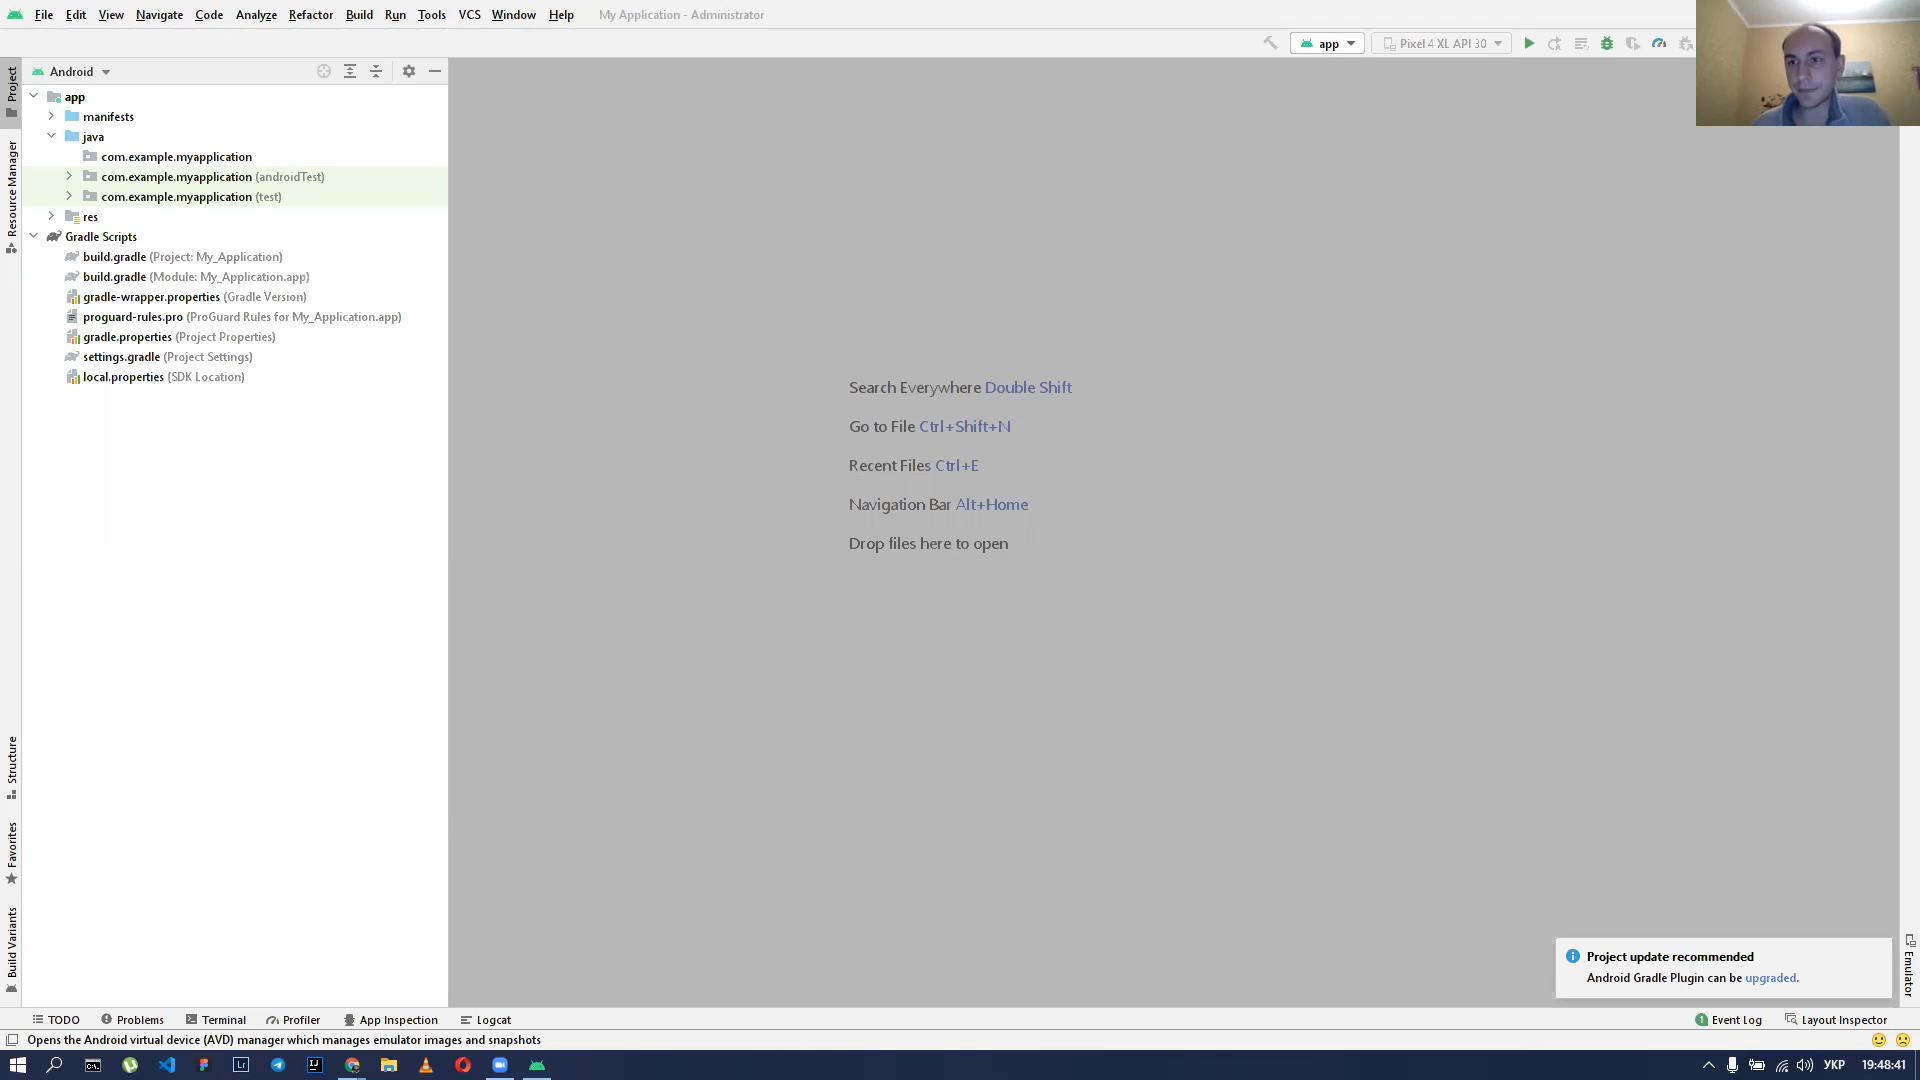 File Edit View Navigate Code Analyze Refactor Build Run Tools VCS Window Help My Application - Administrator
app Pixel 4 XL API 30
Project
Resource Manager
Structure
Favorites
Build Variants
Android
app
manifests
java
com.example.myapplication
com.example.myapplication (androidTest)
com.example.myapplication (test)
res
Gradle Scripts
build.gradle (Project: My_Application)
build.gradle (Module: My_Application.app)
gradle-wrapper.properties (Gradle Version)
proguard-rules.pro (ProGuard Rules for My_Application.app)
gradle.properties (Project Properties)
settings.gradle (Project Settings)
local.properties (SDK Location)
Search Everywhere Double Shift
Go to File Ctrl+Shift+N
Recent Files Ctrl+E
Navigation Bar Alt+Home
Drop files here to open
Project update recommended
Android Gradle Plugin can be upgraded.
Emulator
TODO Problems Terminal Profiler App Inspection Logcat 1 Event Log Layout Inspector
Opens the Android virtual device (AVD) manager which manages emulator images and snapshots
Lr IJ УКР 19:48:41